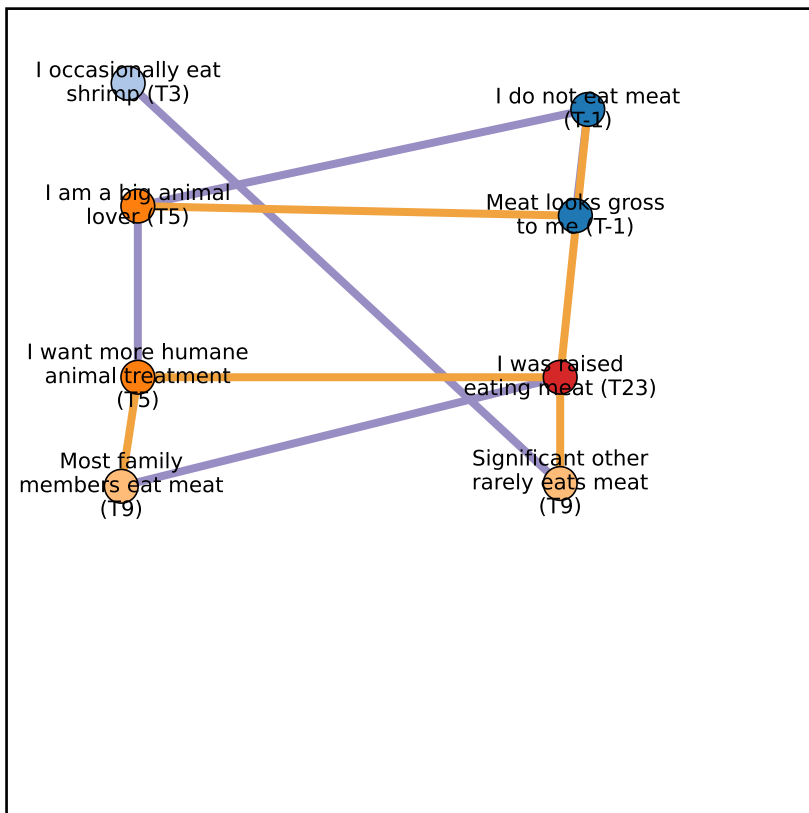 I occasionally eat
shrimp (T3)
I do not eat meat
(T-1)
I am a big animal
lover (T5)
Meat looks gross
to me (T-1)
I want more humane
animal treatment
(T5)
I was raised
eating meat (T23)
Most family
members eat meat
(T9)
Significant other
rarely eats meat
(T9)